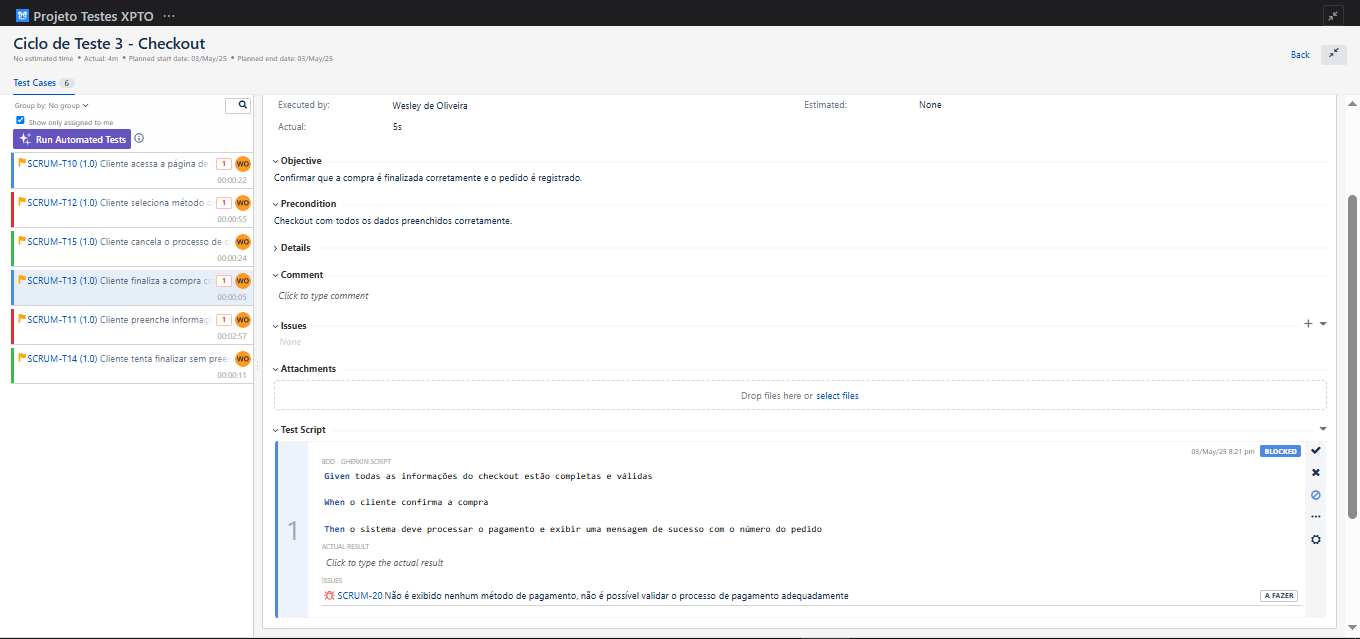 Projeto Testes XPTO ...
Ciclo de Teste 3 - Checkout
No estimated time • Actual: 4m • Planned start date: 03/May/25 • Planned end date: 03/May/25
Back
Test Cases 6
Group by: No group
Show only assigned to me
Run Automated Tests
SCRUM-T10 (1.0) Cliente acessa a página de 1 WO
00:00:22
SCRUM-T12 (1.0) Cliente seleciona método 1 WO
00:00:55
SCRUM-T15 (1.0) Cliente cancela o processo de WO
00:00:24
SCRUM-T13 (1.0) Cliente finaliza a compra 1 WO
00:00:05
SCRUM-T11 (1.0) Cliente preenche informaç 1 WO
00:02:57
SCRUM-T14 (1.0) Cliente tenta finalizar sem pree WO
00:00:11
Executed by: Wesley de Oliveira Estimated: None
Actual: 5s
Objective
Confirmar que a compra é finalizada corretamente e o pedido é registrado.
Precondition
Checkout com todos os dados preenchidos corretamente.
Details
Comment
Click to type comment
Issues
None
Attachments
Drop files here or select files
Test Script
03/May/25 8:21 pm BLOCKED
1
BDD - GHERKIN SCRIPT
Given todas as informações do checkout estão completas e válidas
When o cliente confirma a compra
Then o sistema deve processar o pagamento e exibir uma mensagem de sucesso com o número do pedido
ACTUAL RESULT
Click to type the actual result
ISSUES
SCRUM-20 Não é exibido nenhum método de pagamento, não é possível validar o processo de pagamento adequadamente A FAZER